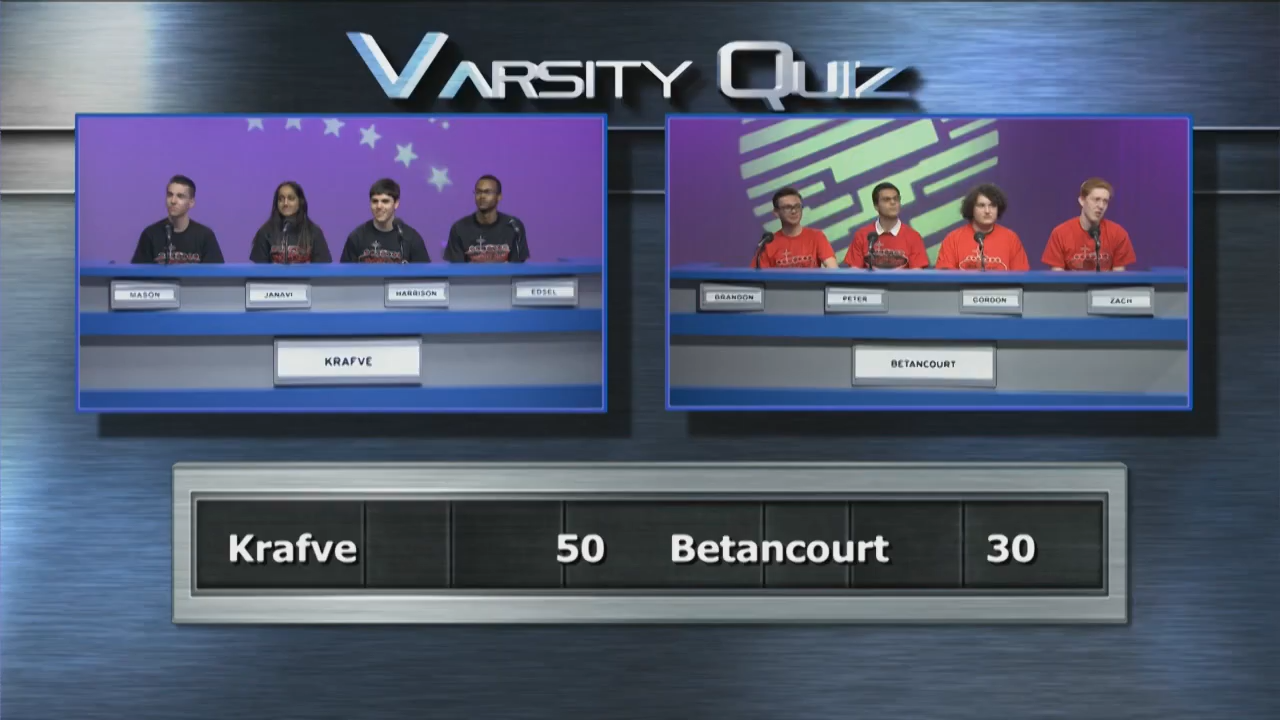 VARSITY QUIZ
MASON
JANAVI
HARRISON
EDSEL
KRAFVE
BRANDON
PETER
GORDON
ZACH
BETANCOURT
Krafve 50 Betancourt 30